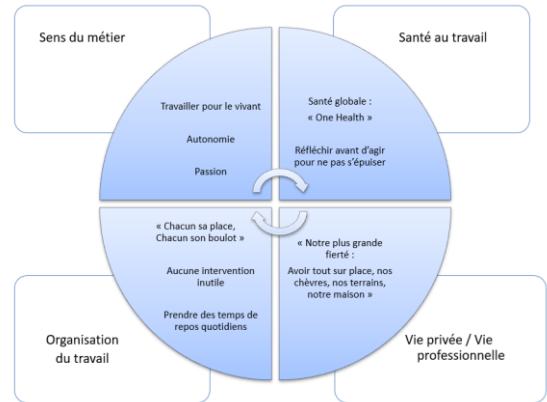 Sens du métier
Santé au travail
Travailler pour le vivant
Autonomie
Passion
Santé globale :
« One Health »
Réfléchir avant d'agir
pour ne pas s'épuiser
« Chacun sa place,
Chacun son boulot »
Aucune intervention
inutile
Prendre des temps de
repos quotidiens
« Notre plus grande
fierté :
Avoir tout sur place, nos
chèvres, nos terrains,
notre maison »
Organisation
du travail
Vie privée / Vie
professionnelle